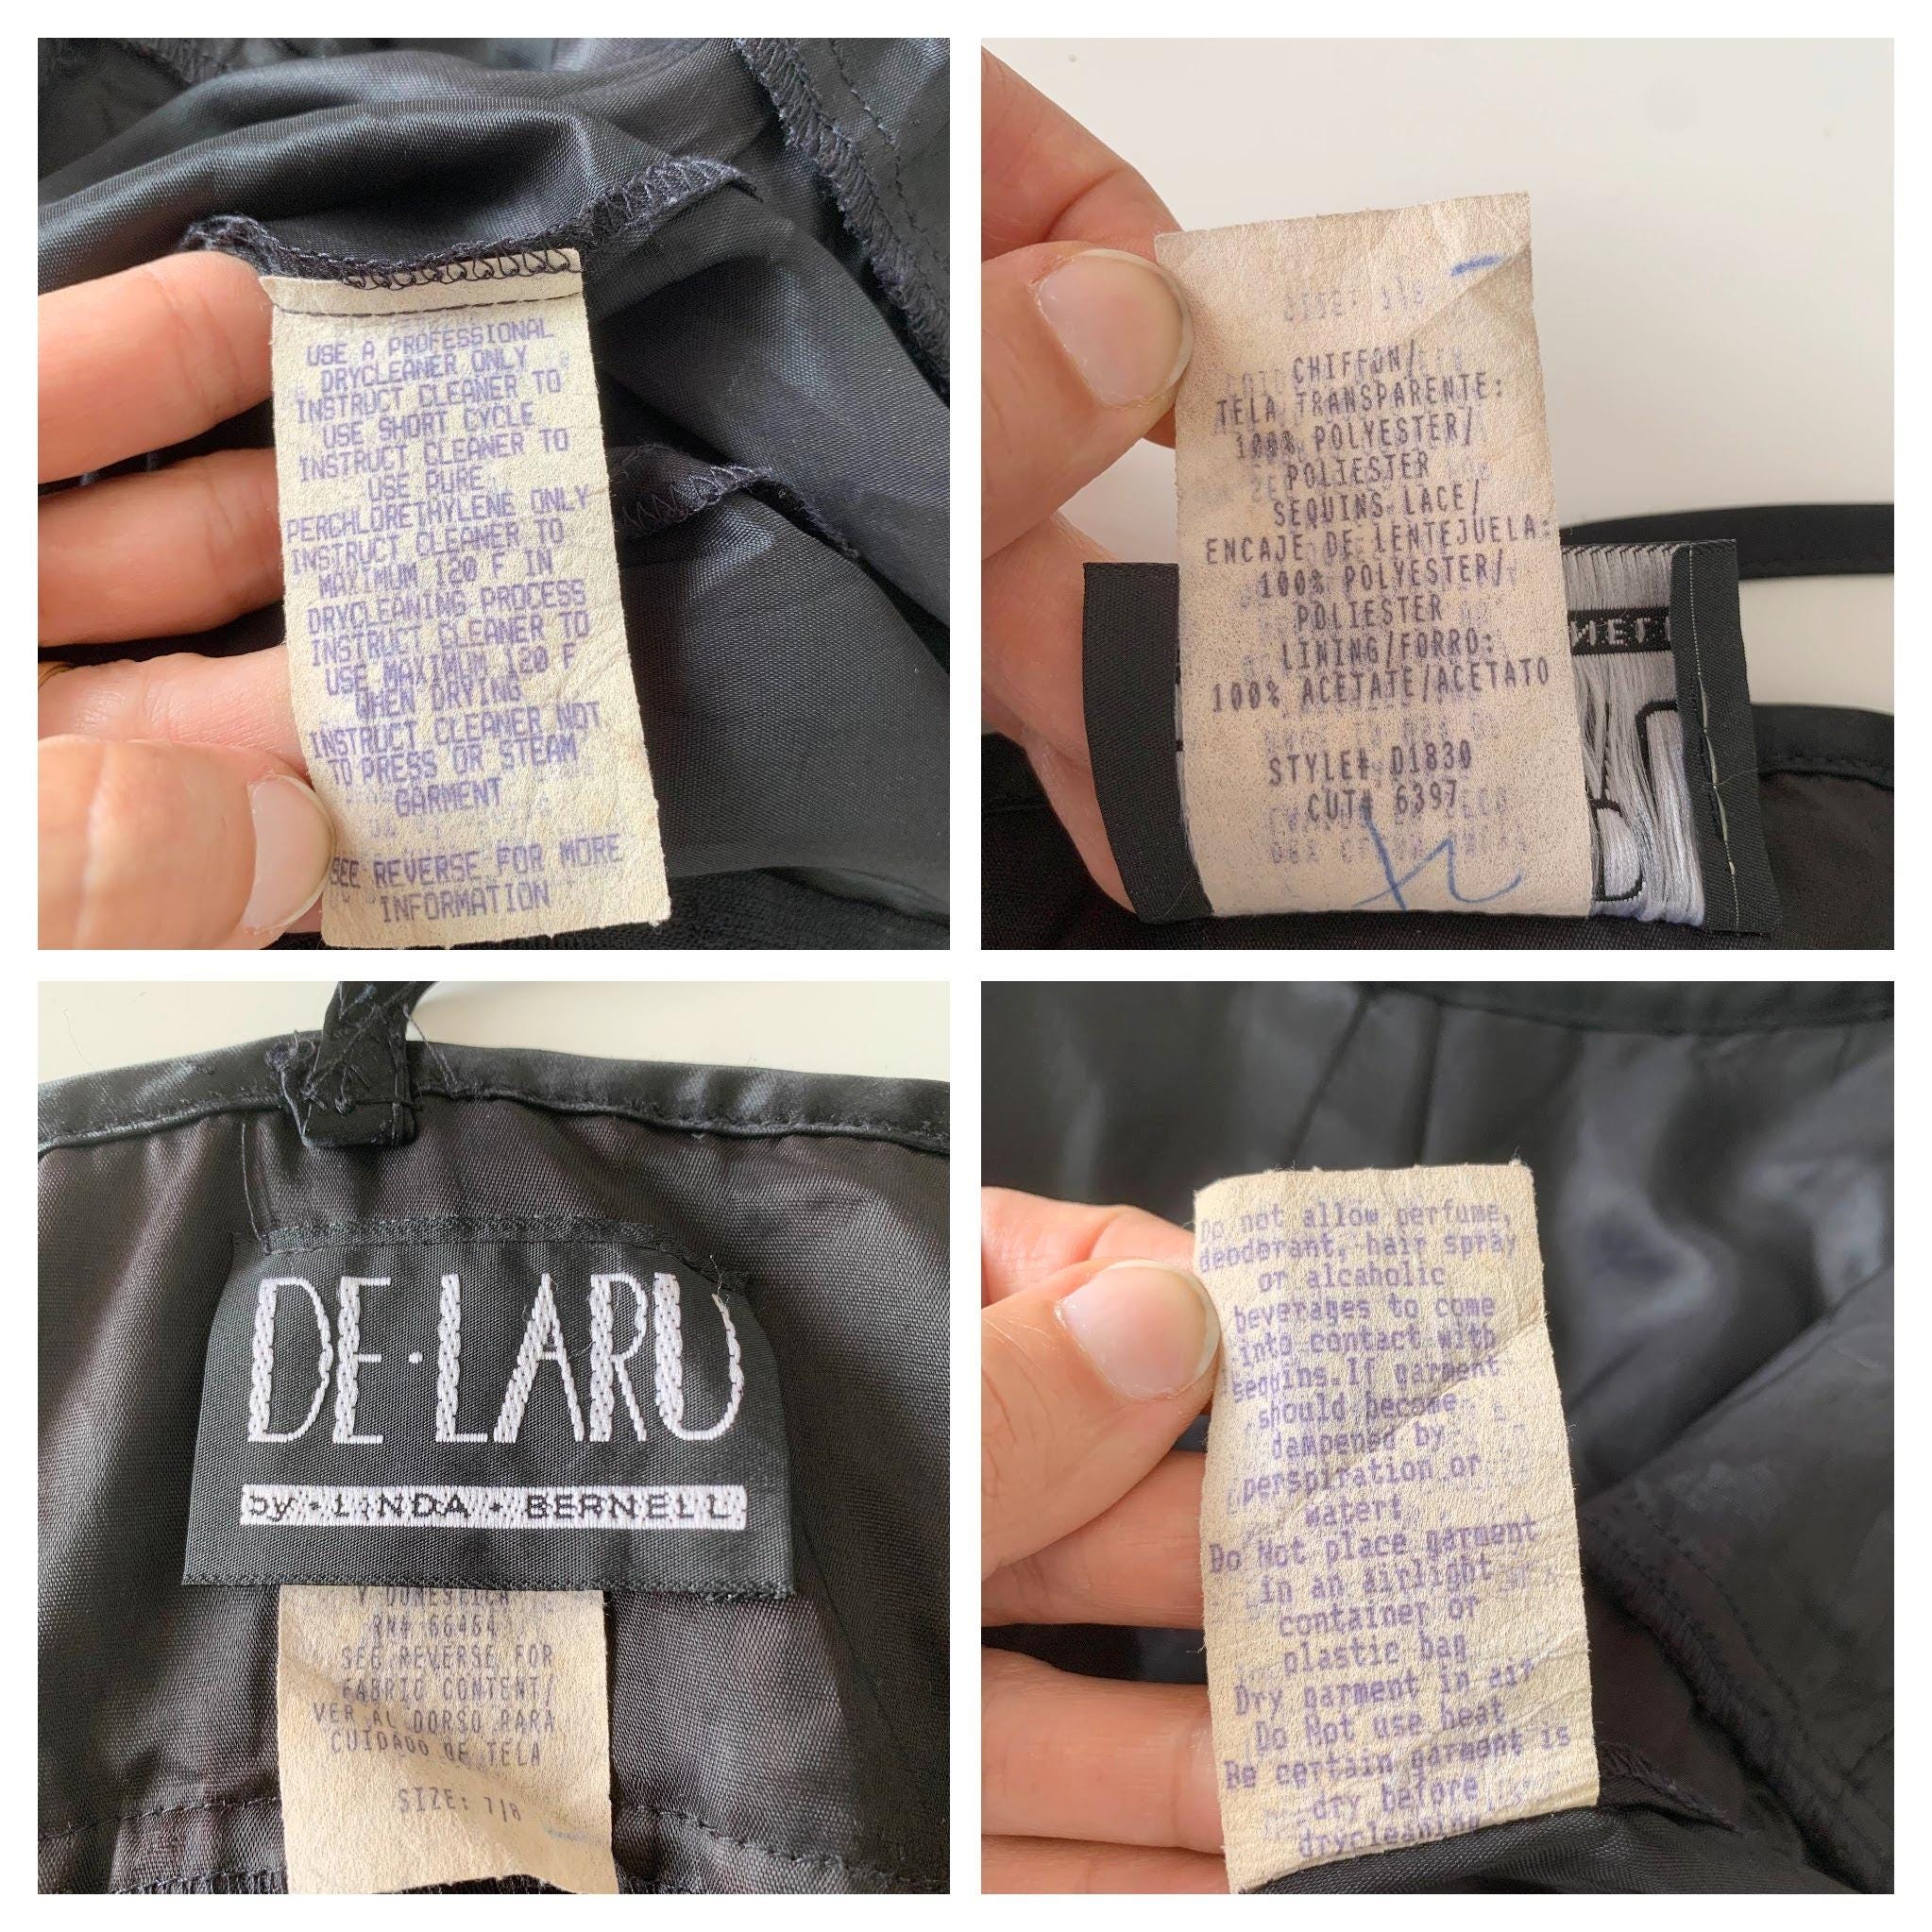 USE A PROFESSIONAL
DRYCLEANER ONLY
INSTRUCT CLEANER TO
USE SHORT CYCLE
INSTRUCT CLEANER TO
USE PURE
PERCHLORETHYLENE ONLY
INSTRUCT CLEANER TO
MAXIMUM 120 F IN
DRYCLEANING PROCESS
INSTRUCT CLEANER TO
USE MAXIMUM 120 F
WHEN DRYING
INSTRUCT CLEANER NOT
TO PRESS OR STEAM
GARMENT
SEE REVERSE FOR MORE
INFORMATION
CHIFFON/
TELA TRANSPARENTE:
100% POLYESTER/
POLIESTER
SEQUINS LACE/
ENCAJE DE LENTEJUELA:
100% POLYESTER/
POLIESTER
LINING/FORRO:
100% ACETATE/ACETATO
STYLE# D1830
CUT# 6397
DE·LARU
by · LINDA · BERNELL
Y DOMESTICA
RN# 66464
SEE REVERSE FOR
FABRIC CONTENT/
VER AL DORSO PARA
CUIDADO DE TELA
SIZE: 7/8
Do not allow perfume,
deoderant, hair spray
or alcaholic
beverages to come
into contact with
sequins.If garment
should become
dampened by
perspiration or
water!
Do Not place garment
in an airlight
container or
plastic bag
Dry garment in air
Do Not use heat
Be certain garment is
dry before
drycleaning